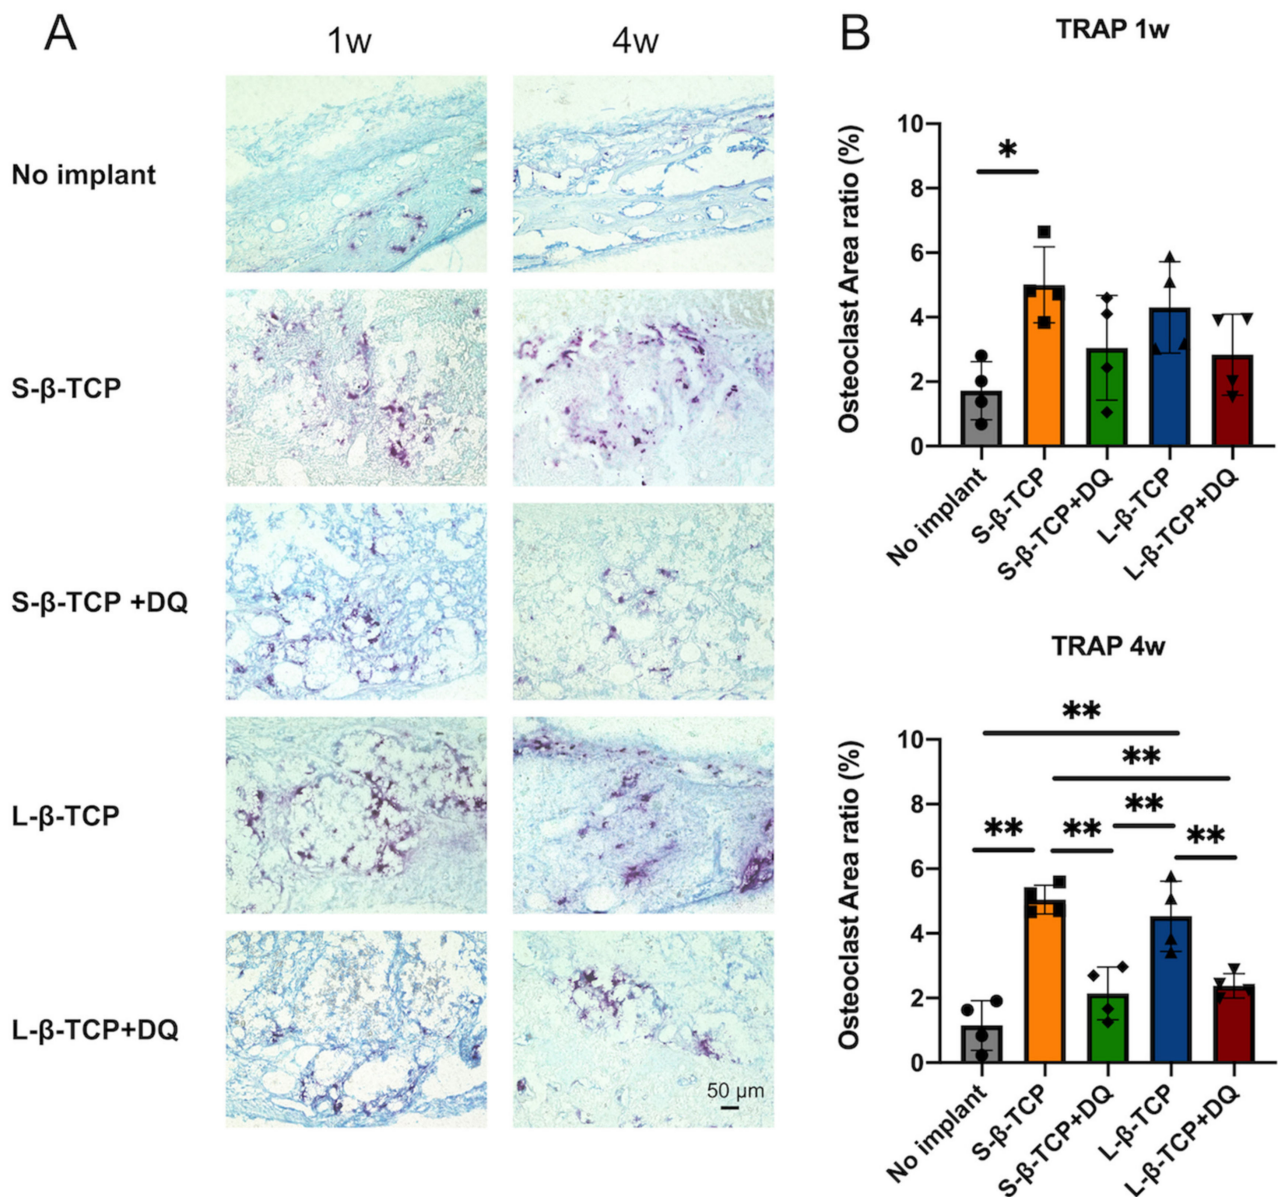 A
1w
4w
No implant
S-β-TCP
S-β-TCP +DQ
L-β-TCP
L-β-TCP+DQ
50 μm
B
TRAP 1w
Osteoclast Area ratio (%)
10
8
6
4
2
0
*
No implant
S-β-TCP
S-β-TCP+DQ
L-β-TCP
L-β-TCP+DQ
TRAP 4w
Osteoclast Area ratio (%)
10
8
6
4
2
0
**
**
**
** ** **
No implant
S-β-TCP
S-β-TCP+DQ
L-β-TCP
L-β-TCP+DQ